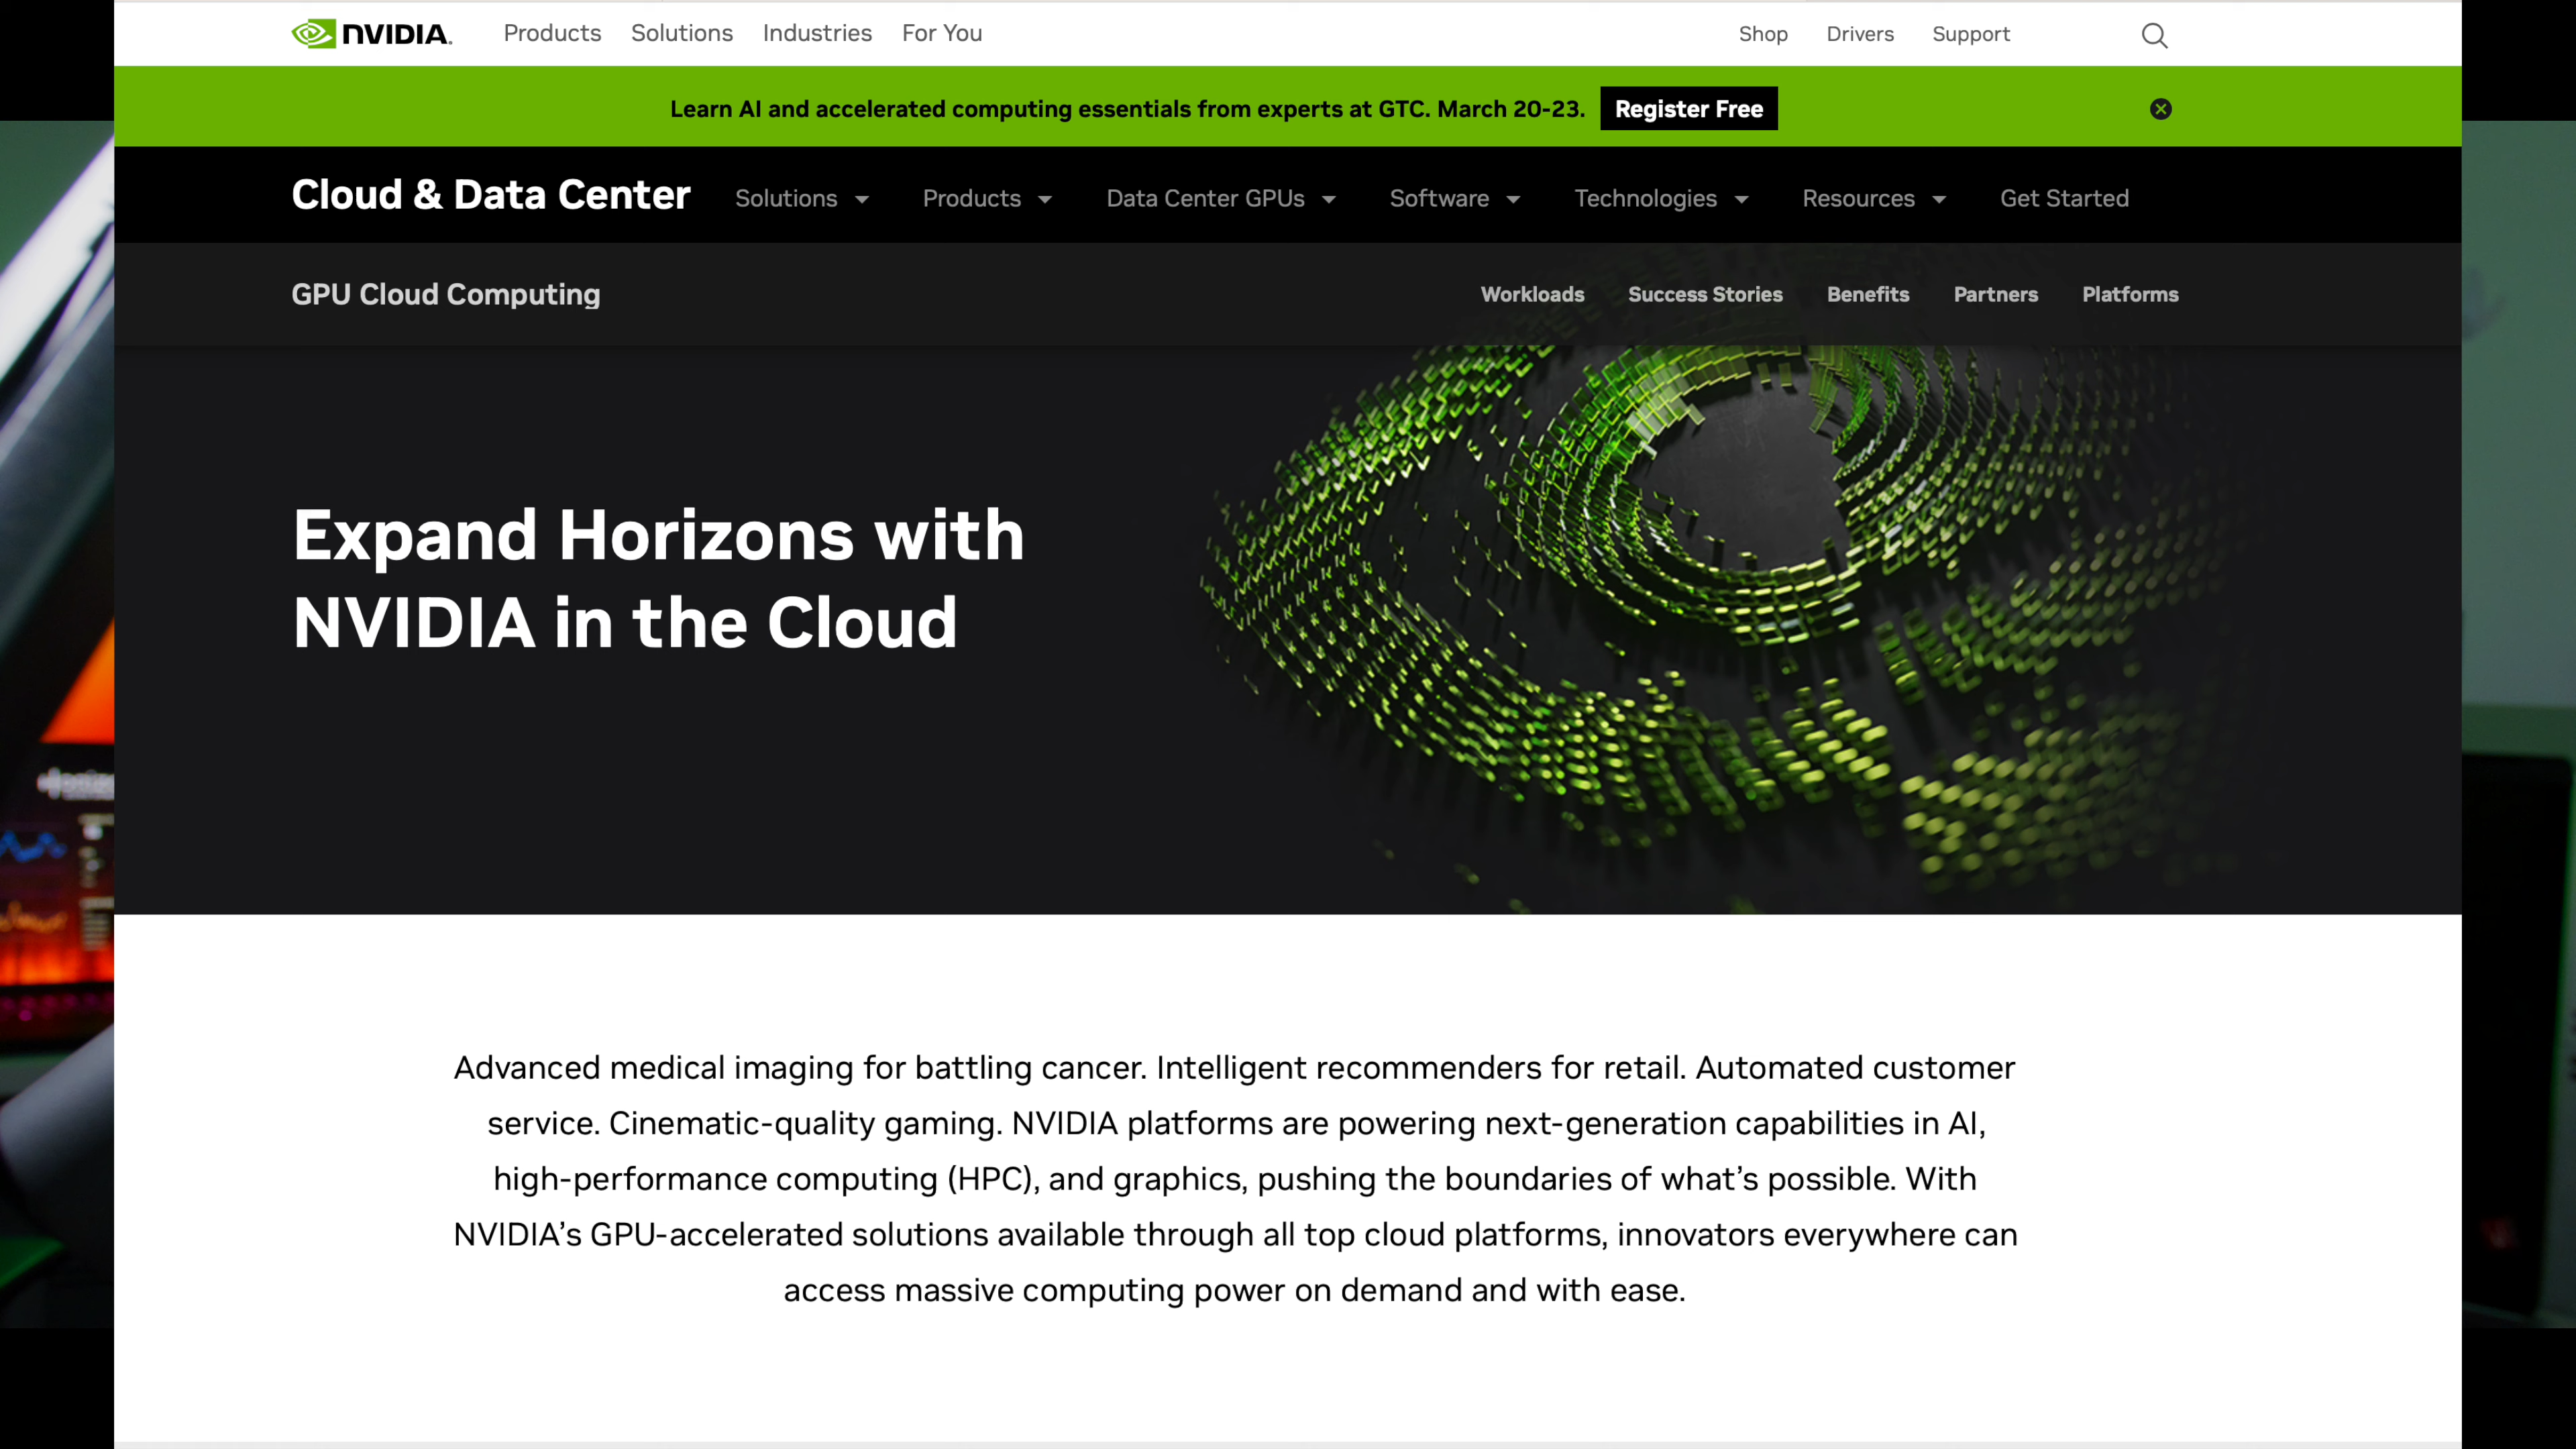 NVIDIA.
Products Solutions Industries For You
Shop Drivers Support
Learn AI and accelerated computing essentials from experts at GTC. March 20-23. Register Free
Cloud & Data Center Solutions Products Data Center GPUs Software Technologies Resources Get Started
GPU Cloud Computing Workloads Success Stories Benefits Partners Platforms
Expand Horizons with
NVIDIA in the Cloud
Advanced medical imaging for battling cancer. Intelligent recommenders for retail. Automated customer
service. Cinematic-quality gaming. NVIDIA platforms are powering next-generation capabilities in AI,
high-performance computing (HPC), and graphics, pushing the boundaries of what’s possible. With
NVIDIA’s GPU-accelerated solutions available through all top cloud platforms, innovators everywhere can
access massive computing power on demand and with ease.